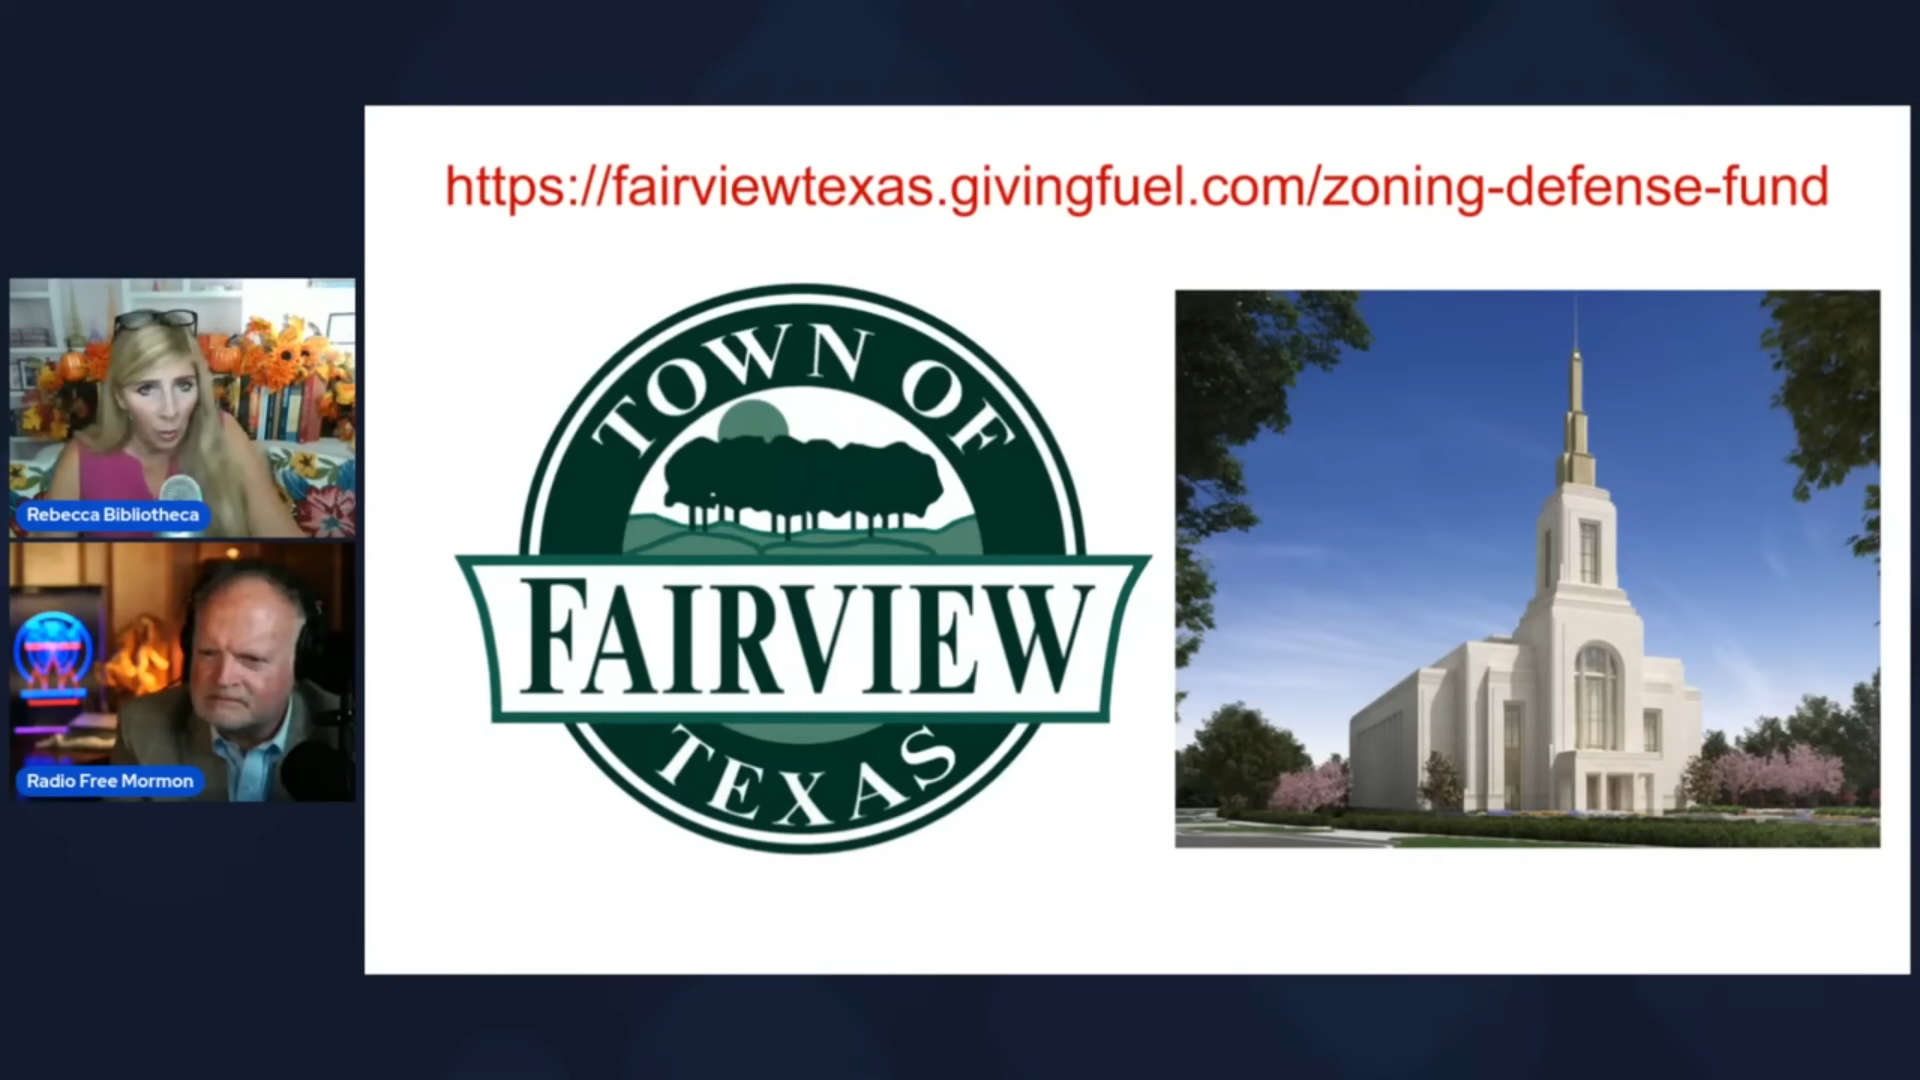 https://fairviewtexas.givingfuel.com/zoning-defense-fund
TOWN OF
FAIRVIEW
TEXAS
Rebecca Bibliotheca
Radio Free Mormon